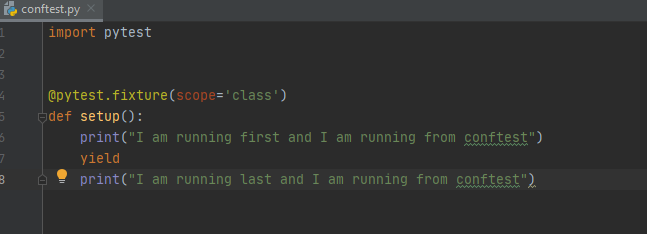 conftest.py
1 import pytest
2
3
4 @pytest.fixture(scope='class')
5 def setup():
6 print("I am running first and I am running from conftest")
7 yield
8 print("I am running last and I am running from conftest")